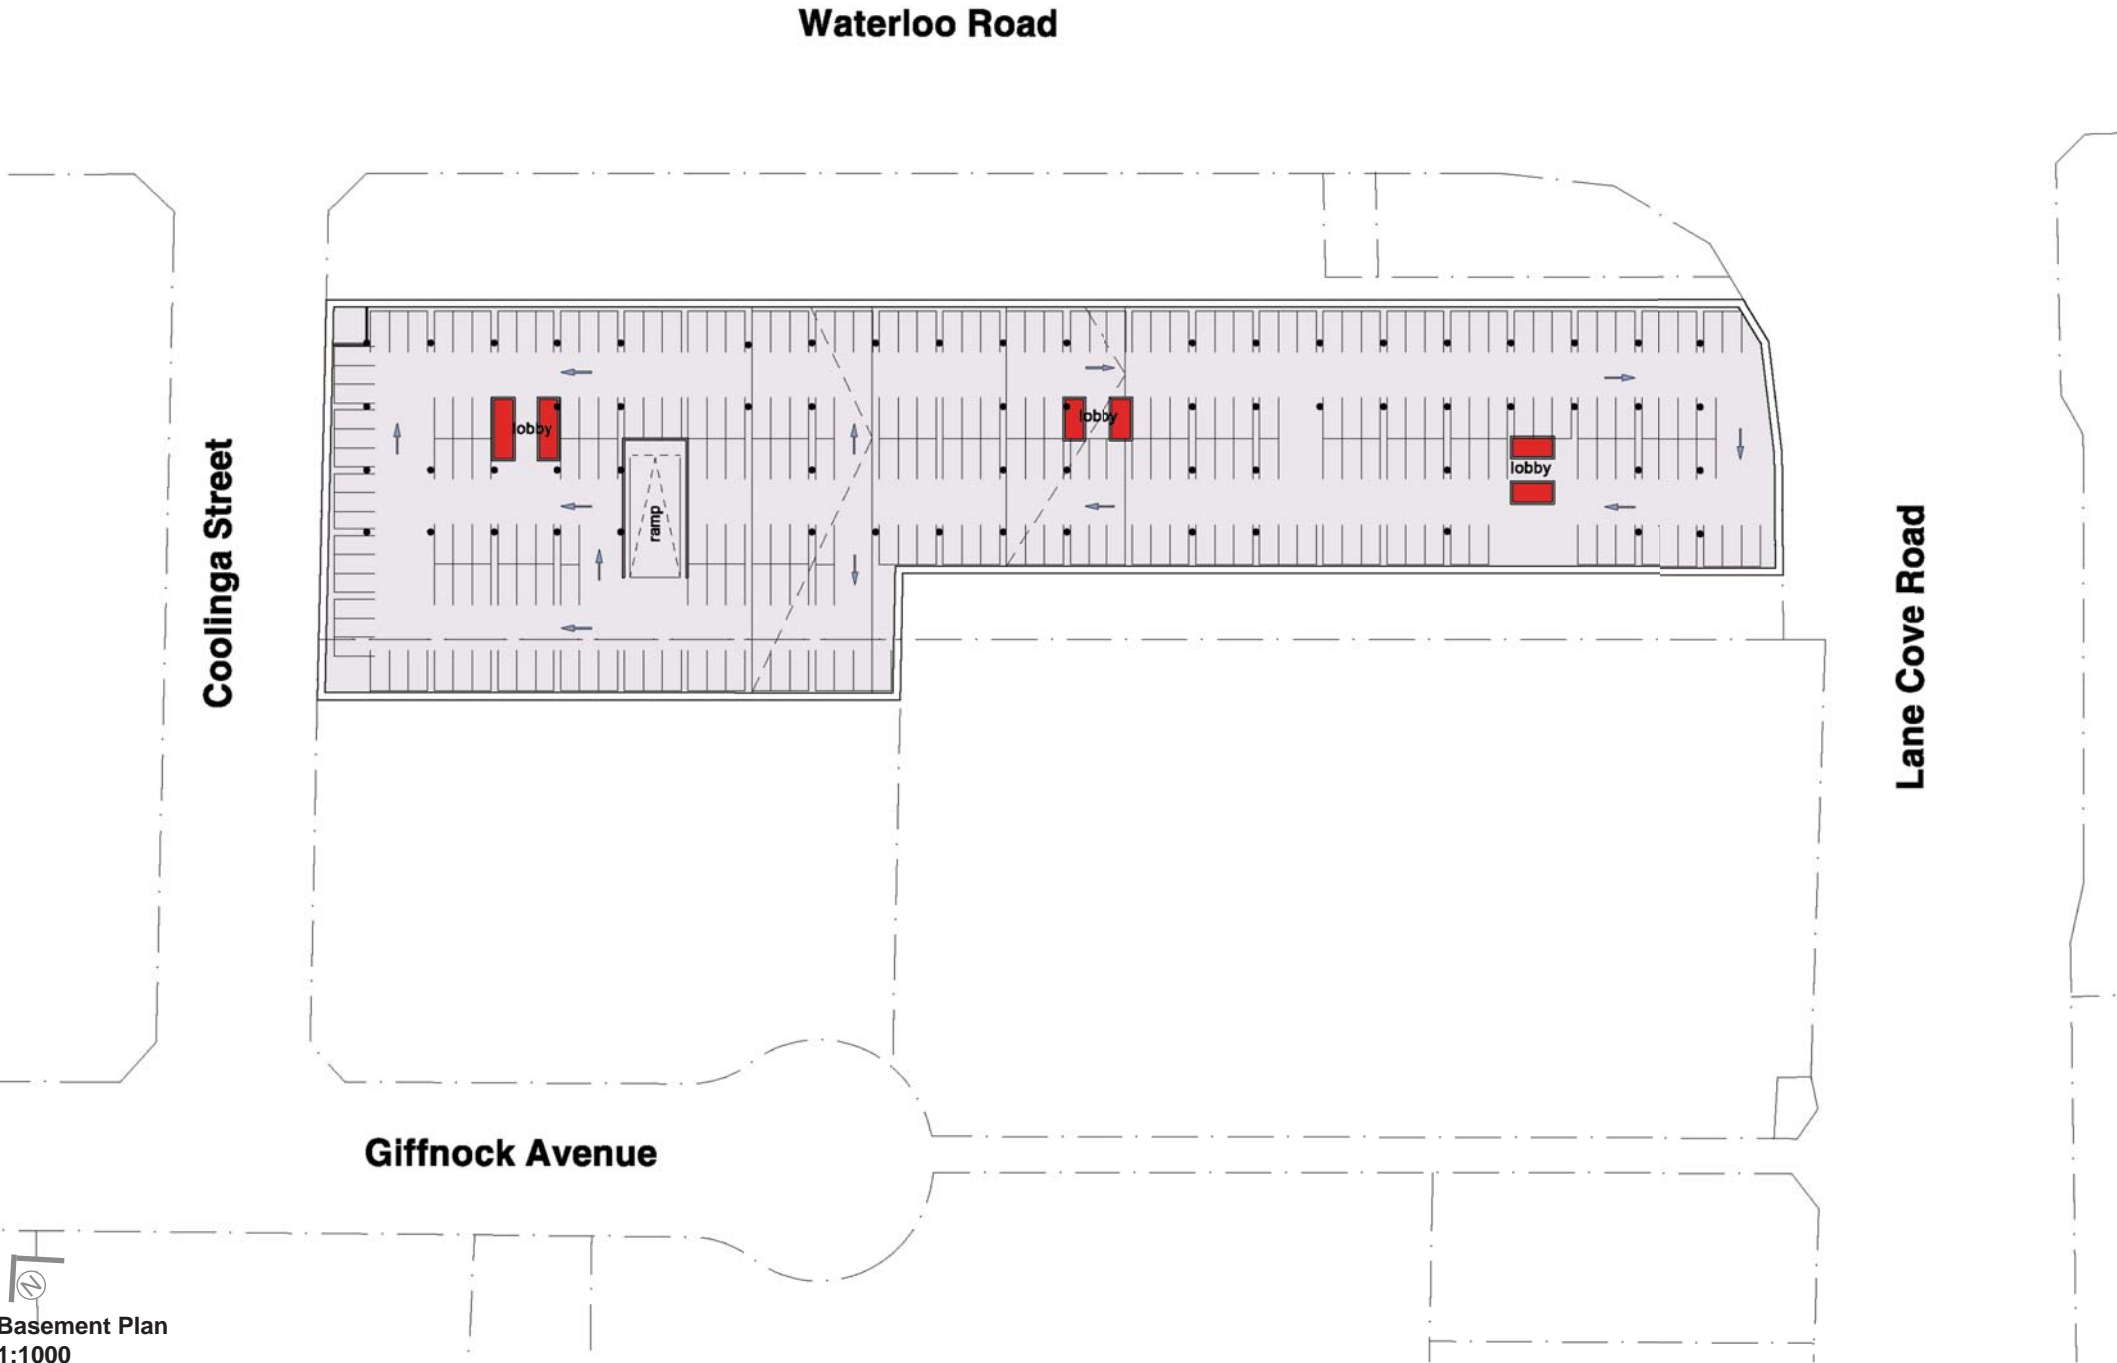 Waterloo Road
lobby
lobby
lobby
ramp
Coolinga Street
Lane Cove Road
Giffnock Avenue
N
Basement Plan
1:1000